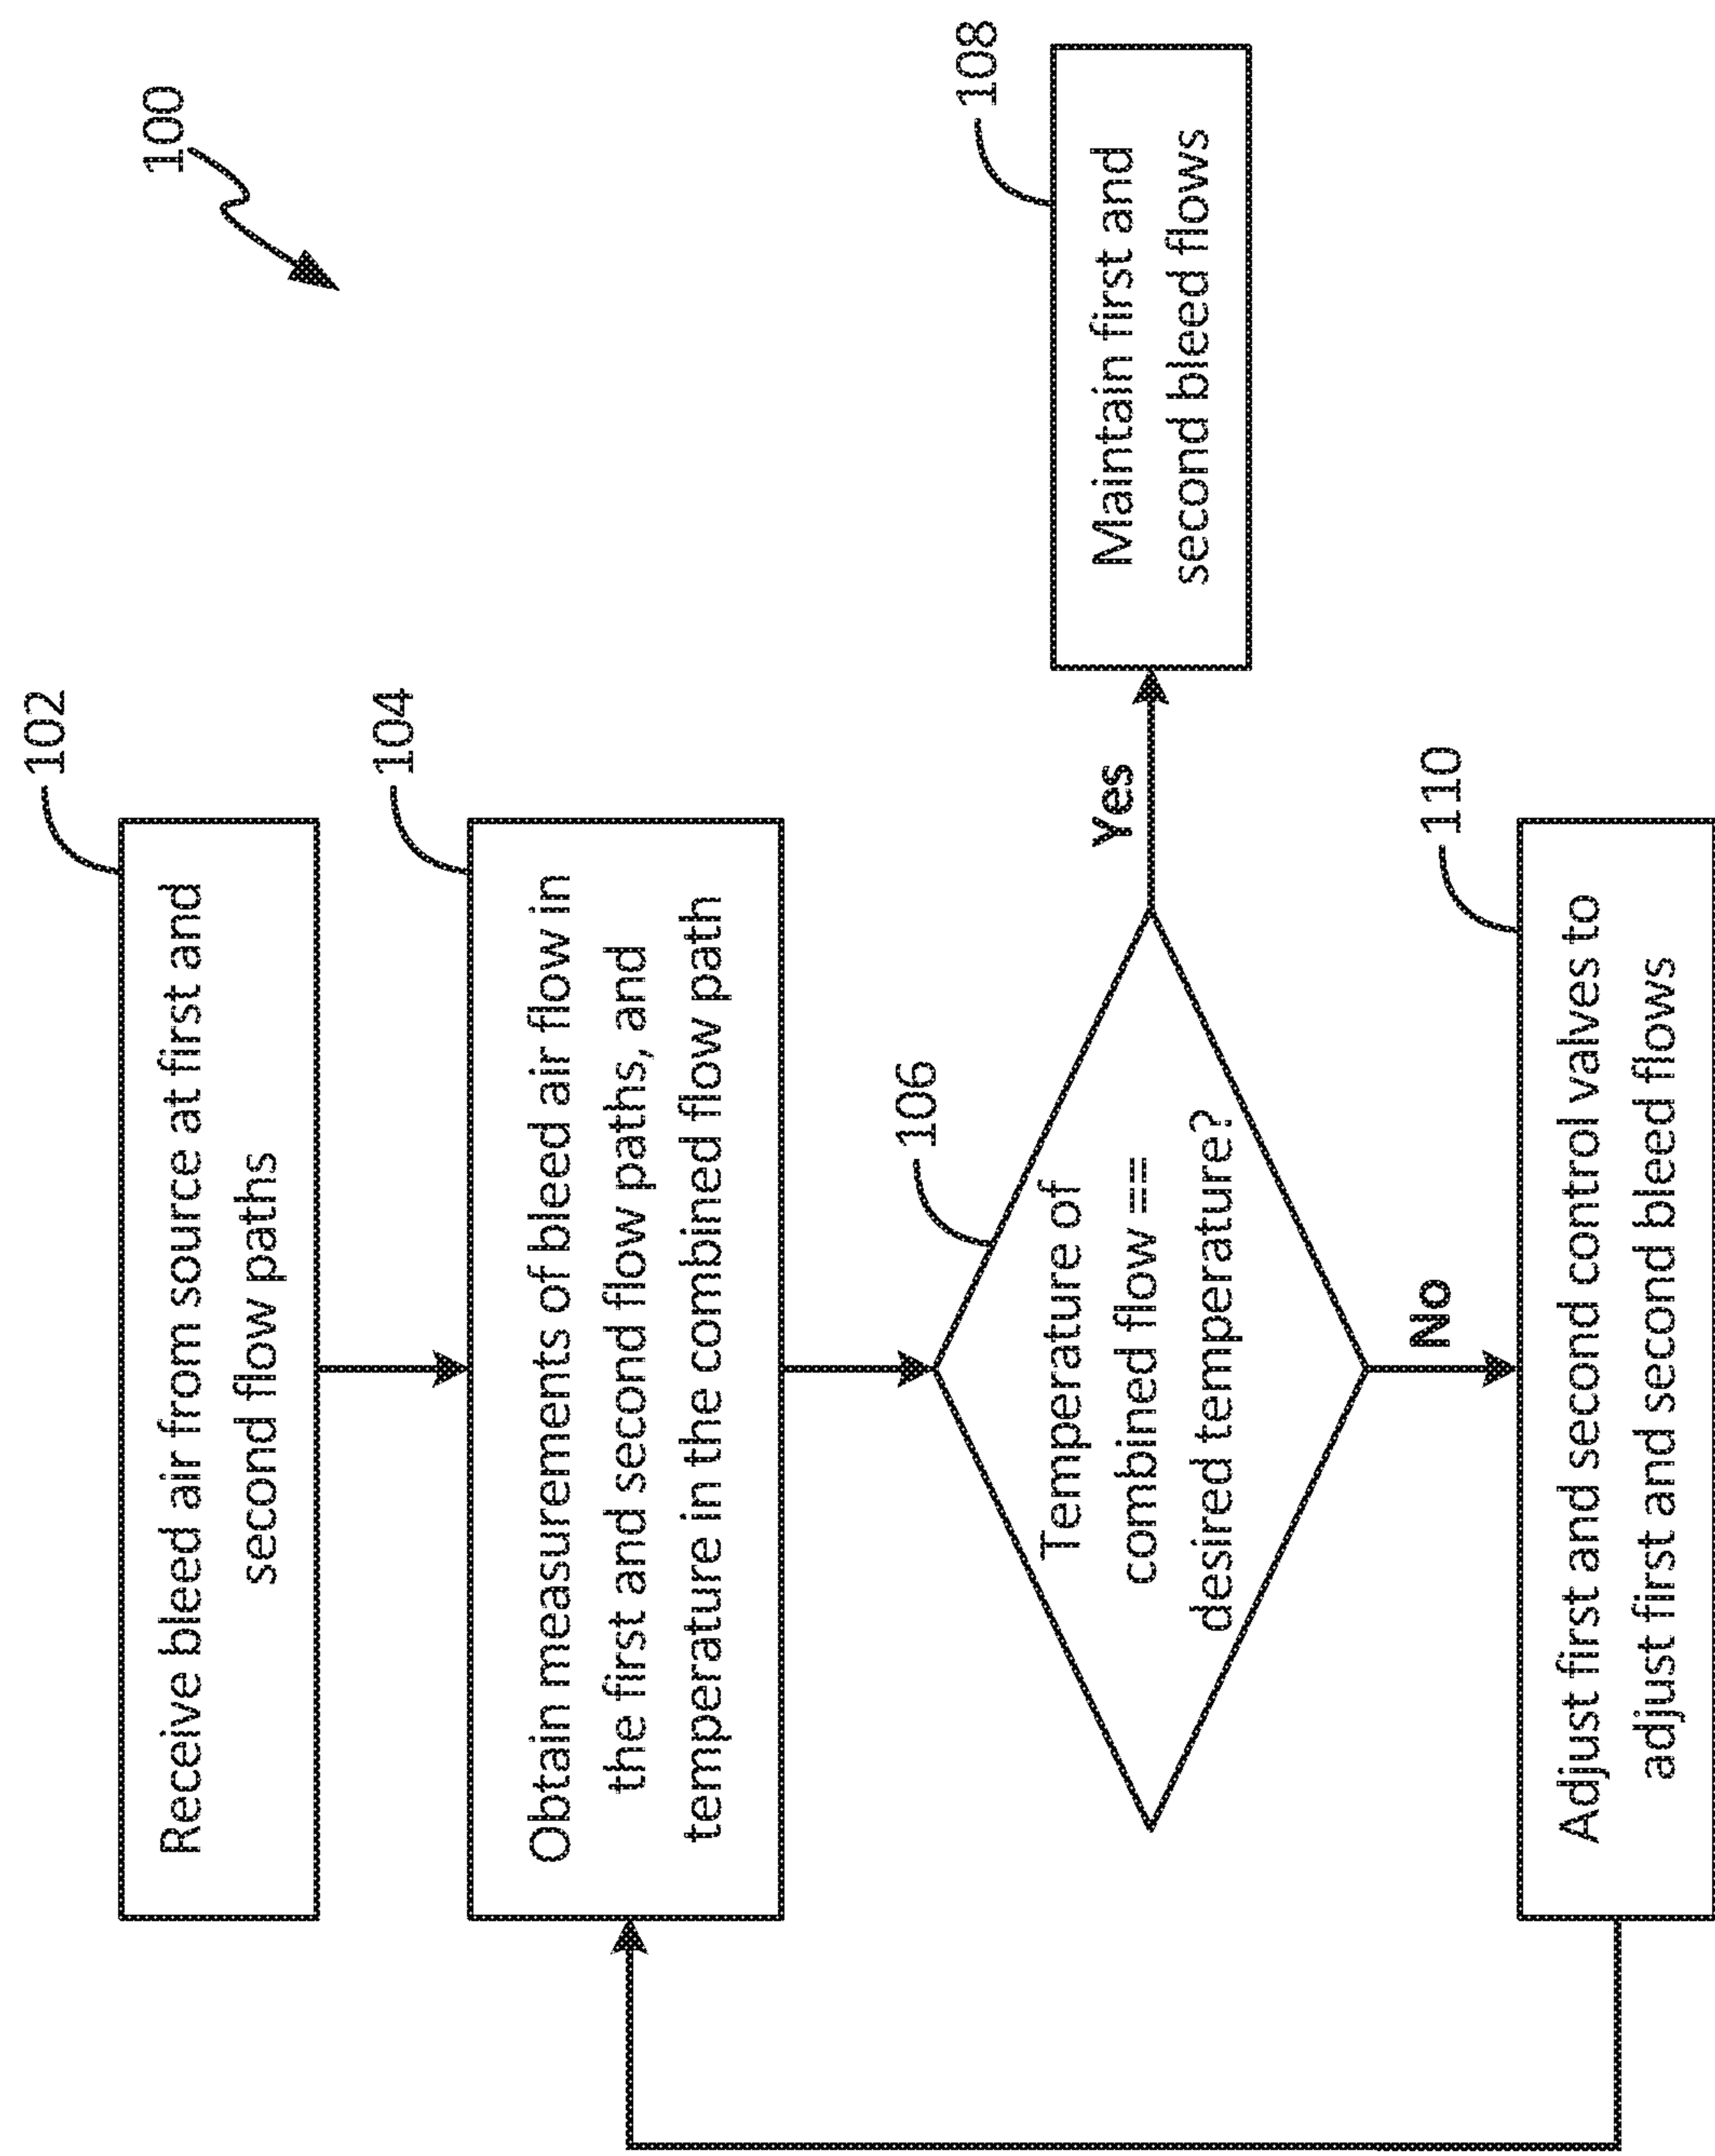 100
102
Receive bleed air from source at first and
second flow paths
104
Obtain measurements of bleed air flow in
the first and second flow paths, and
temperature in the combined flow path
106
Temperature of
combined flow ==
desired temperature?
Yes
108
Maintain first and
second bleed flows
No
110
Adjust first and second control valves to
adjust first and second bleed flows